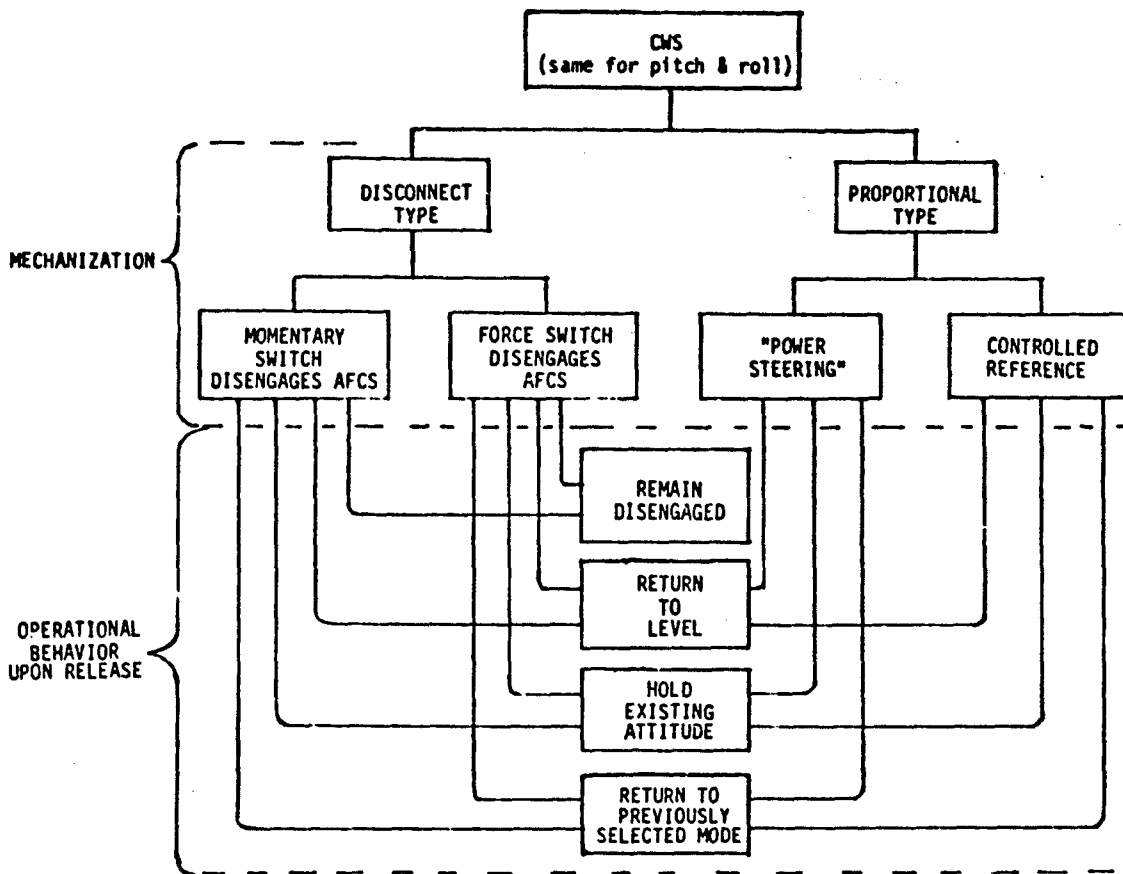 CWS
(same for pitch & roll)
MECHANIZATION
DISCONNECT
TYPE
PROPORTIONAL
TYPE
MOMENTARY
SWITCH
DISENGAGES AFCS
FORCE SWITCH
DISENGAGES
AFCS
"POWER
STEERING"
CONTROLLED
REFERENCE
OPERATIONAL
BEHAVIOR
UPON RELEASE
REMAIN
DISENGAGED
RETURN
TO
LEVEL
HOLD
EXISTING
ATTITUDE
RETURN TO
PREVIOUSLY
SELECTED MODE